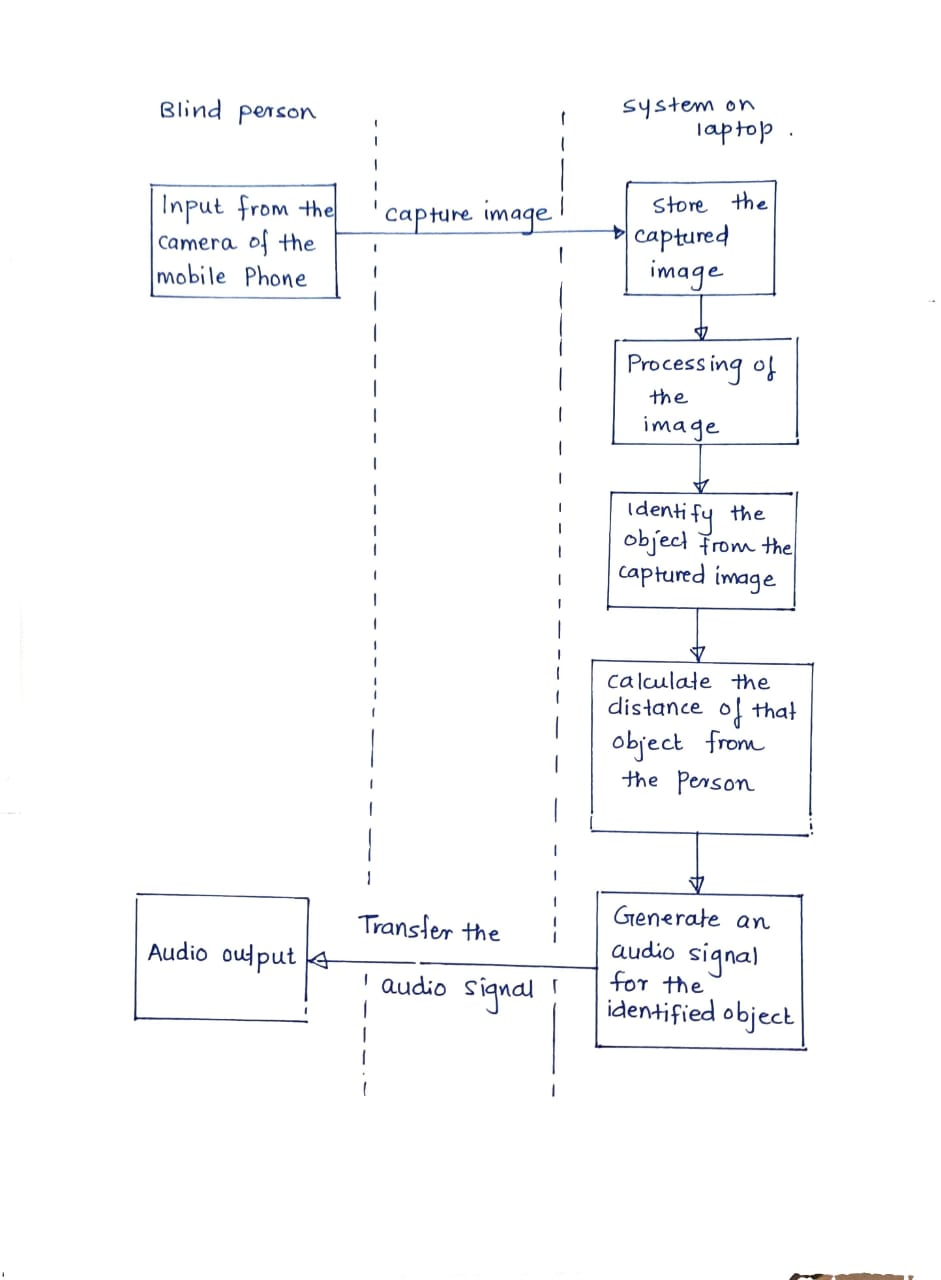 Blind person
system on
laptop .
Input from the
camera of the
mobile Phone
capture image
store the
captured
image
Processing of
the
image
Identify the
object from the
captured image
calculate the
distance of that
object from
the Person
Generate an
audio signal
for the
identified object
Transfer the
audio signal
Audio output